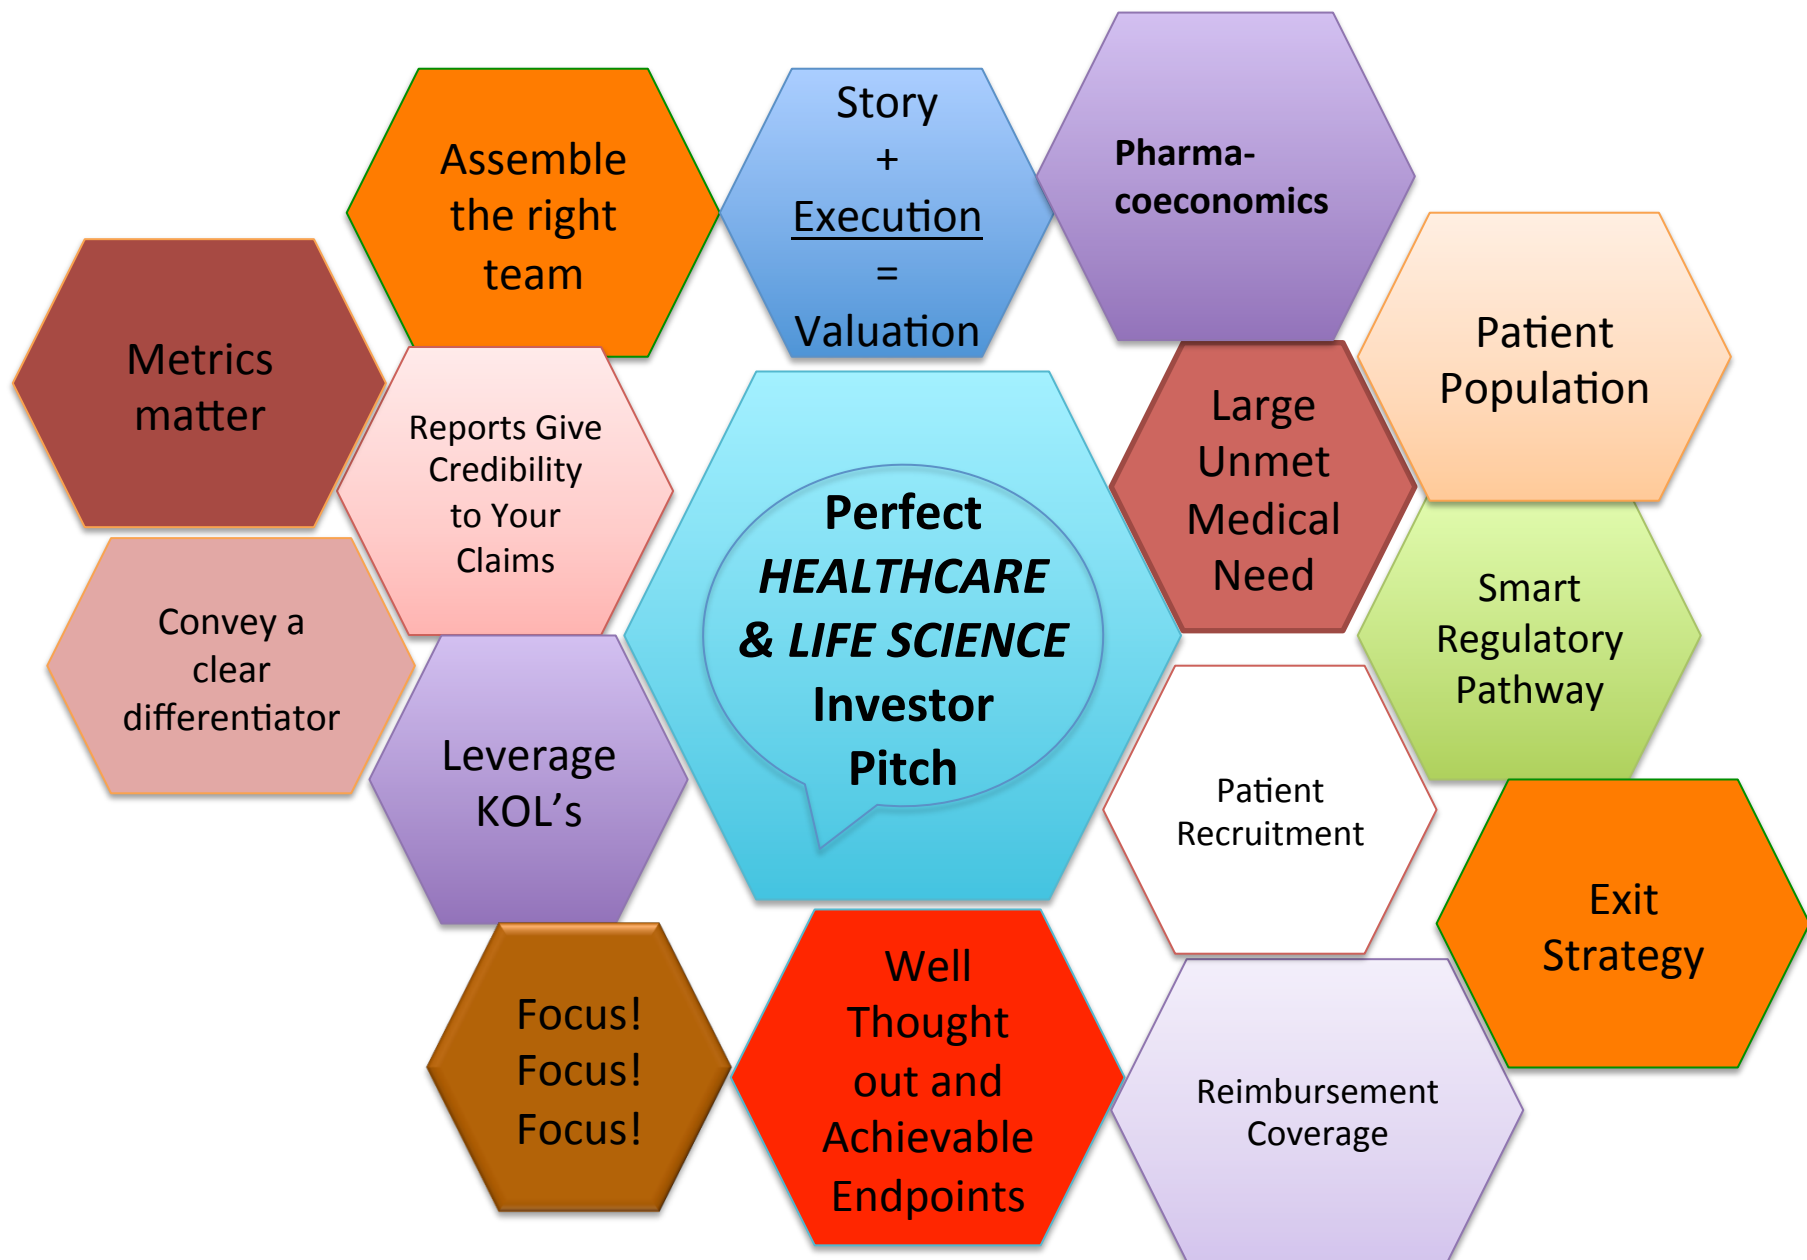 Story
+
Execution
=
Valuation
Pharma-
coeconomics
Assemble
the right
team
Patient
Population
Metrics
matter
Reports Give
Credibility
to Your
Claims
Large
Unmet
Medical
Need
Perfect
HEALTHCARE
& LIFE SCIENCE
Investor
Pitch
Convey a
clear
differentiator
Smart
Regulatory
Pathway
Leverage
KOL’s
Patient
Recruitment
Exit
Strategy
Focus!
Focus!
Focus!
Well
Thought
out and
Achievable
Endpoints
Reimbursement
Coverage